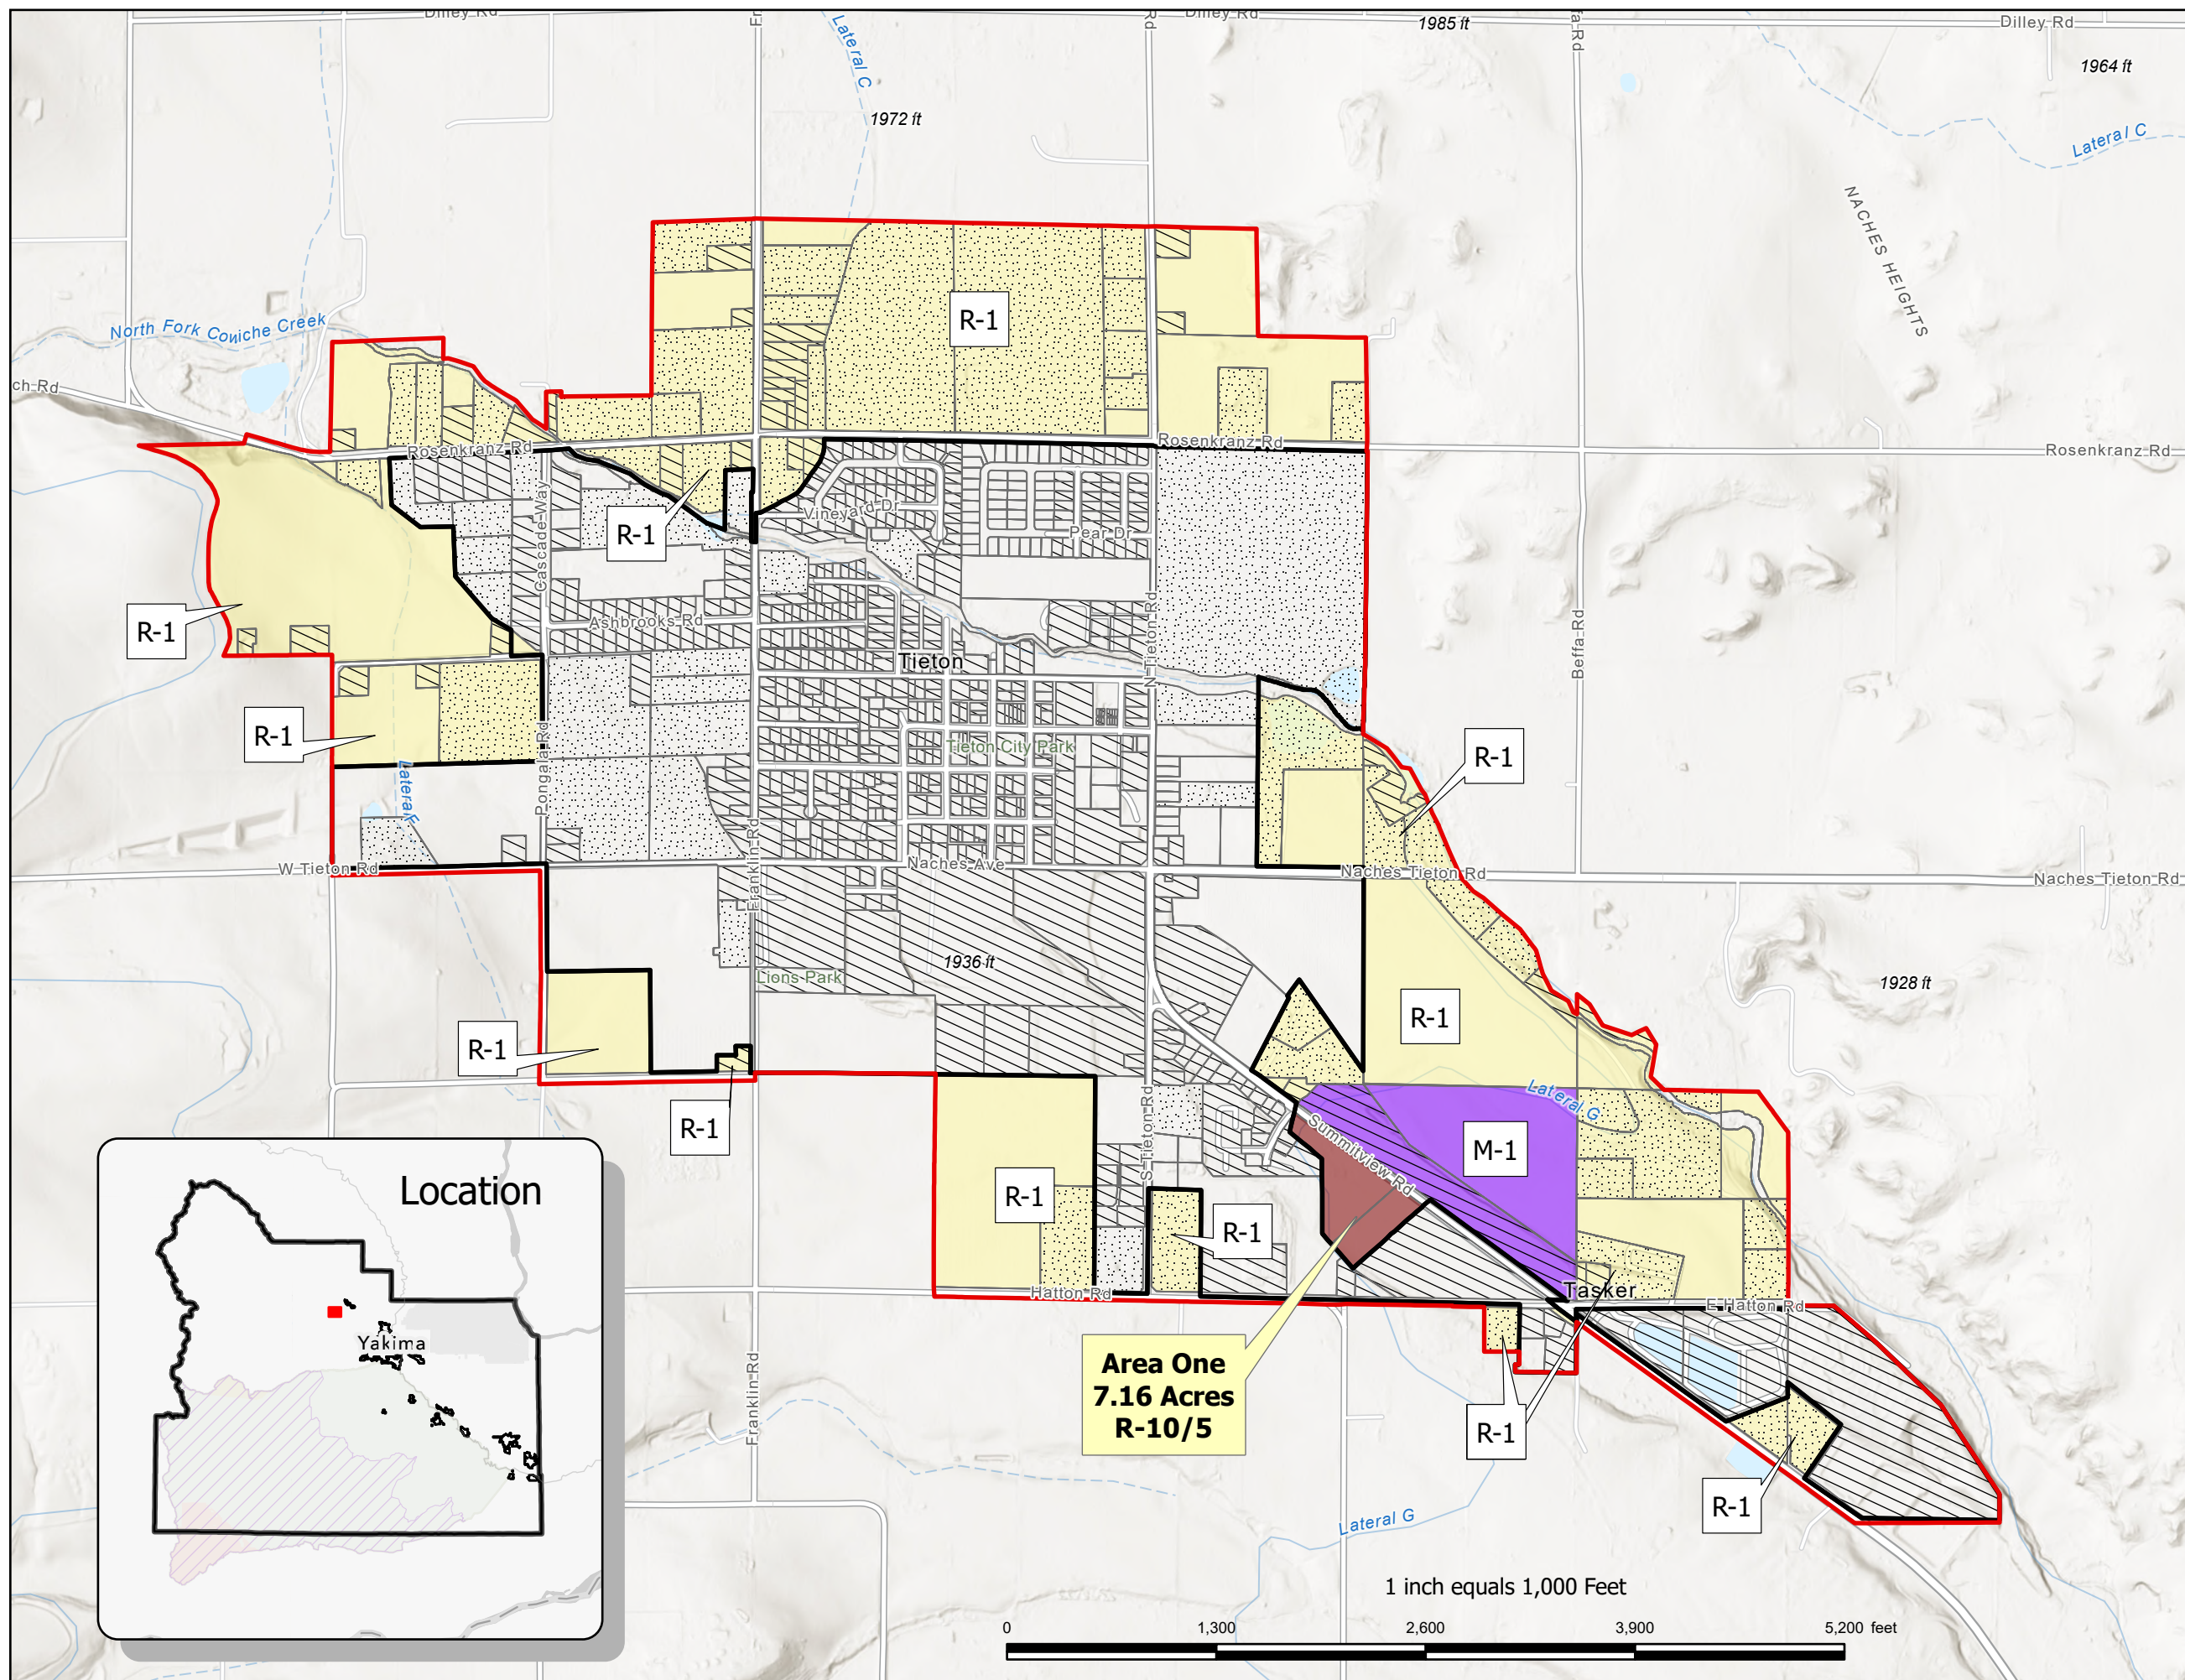 Dilley Rd
Dilley Rd
Dilley Rd
1985 ft
1964 ft
Lateral C
1972 ft
Lateral C
NACHES HEIGHTS
North Fork Cowiche Creek
R-1
ch Rd
Rosenkranz Rd
Rosenkranz Rd
Rosenkranz Rd
Vineyard Dr
Pear Dr
R-1
Cascade Way
Ashbrooks Rd
N Tieton Rd
Beffa Rd
R-1
Tieton
R-1
Tieton City Park
R-1
Pongala Rd
Lateral F
Franklin Rd
W Tieton Rd
Naches Ave
Naches Tieton Rd
Naches Tieton Rd
1936 ft
Lions Park
1928 ft
R-1
R-1
R-1
Lateral G
S Tieton Rd
Summitview Rd
M-1
R-1
R-1
Hatton Rd
Tasker
E Hatton Rd
Franklin Rd
Area One
7.16 Acres
R-10/5
R-1
R-1
Lateral G
Location
Yakima
1 inch equals 1,000 Feet
0 1,300 2,600 3,900 5,200 feet